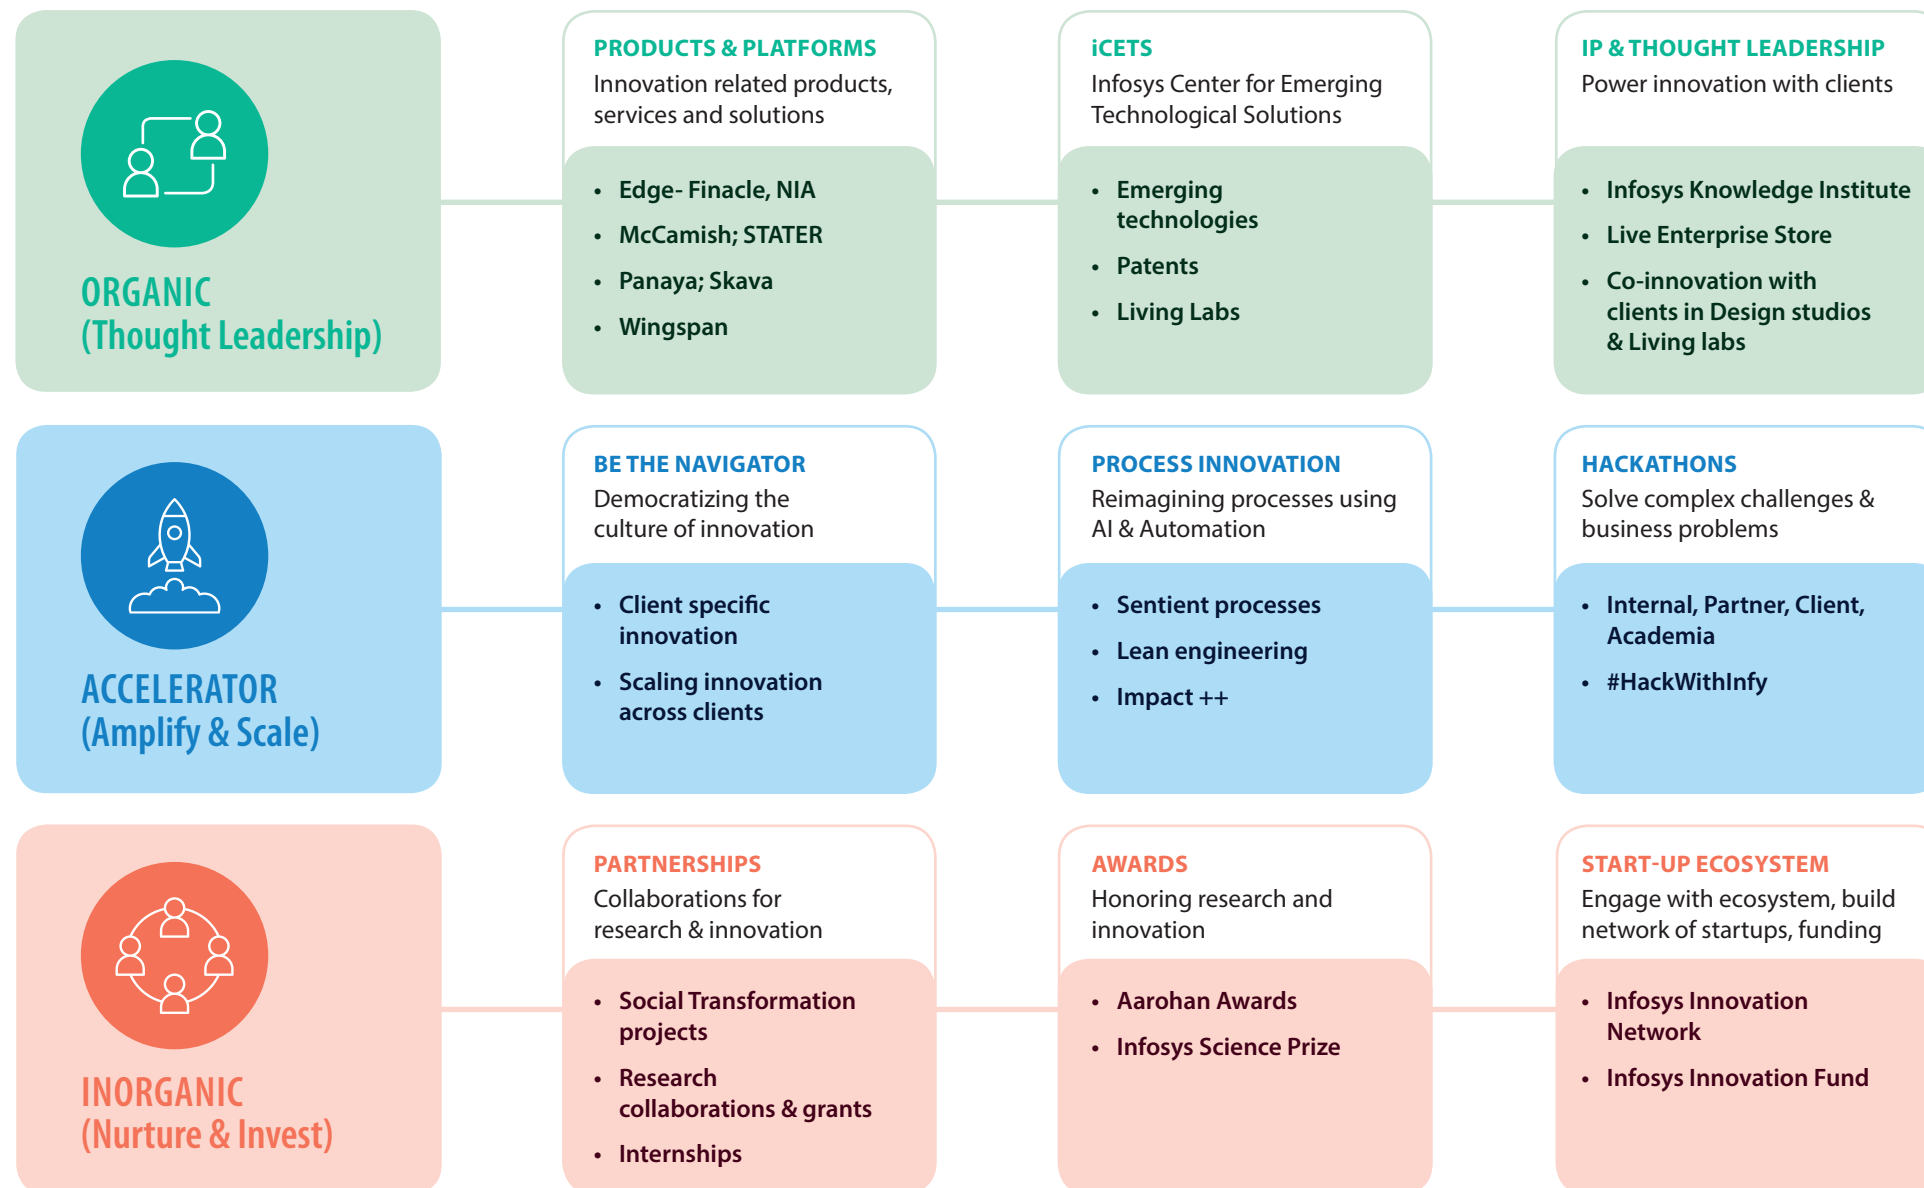 ORGANIC
(Thought Leadership)
PRODUCTS & PLATFORMS
Innovation related products,
services and solutions
• Edge- Finacle, NIA
• McCamish; STATER
• Panaya; Skava
• Wingspan
iCETS
Infosys Center for Emerging
Technological Solutions
• Emerging
technologies
• Patents
• Living Labs
IP & THOUGHT LEADERSHIP
Power innovation with clients
• Infosys Knowledge Institute
• Live Enterprise Store
• Co-innovation with
clients in Design studios
& Living labs
ACCELERATOR
(Amplify & Scale)
BE THE NAVIGATOR
Democratizing the
culture of innovation
• Client specific
innovation
• Scaling innovation
across clients
PROCESS INNOVATION
Reimagining processes using
AI & Automation
• Sentient processes
• Lean engineering
• Impact ++
HACKATHONS
Solve complex challenges &
business problems
• Internal, Partner, Client,
Academia
• #HackWithInfy
INORGANIC
(Nurture & Invest)
PARTNERSHIPS
Collaborations for
research & innovation
• Social Transformation
projects
• Research
collaborations & grants
• Internships
AWARDS
Honoring research and
innovation
• Aarohan Awards
• Infosys Science Prize
START-UP ECOSYSTEM
Engage with ecosystem, build
network of startups, funding
• Infosys Innovation
Network
• Infosys Innovation Fund